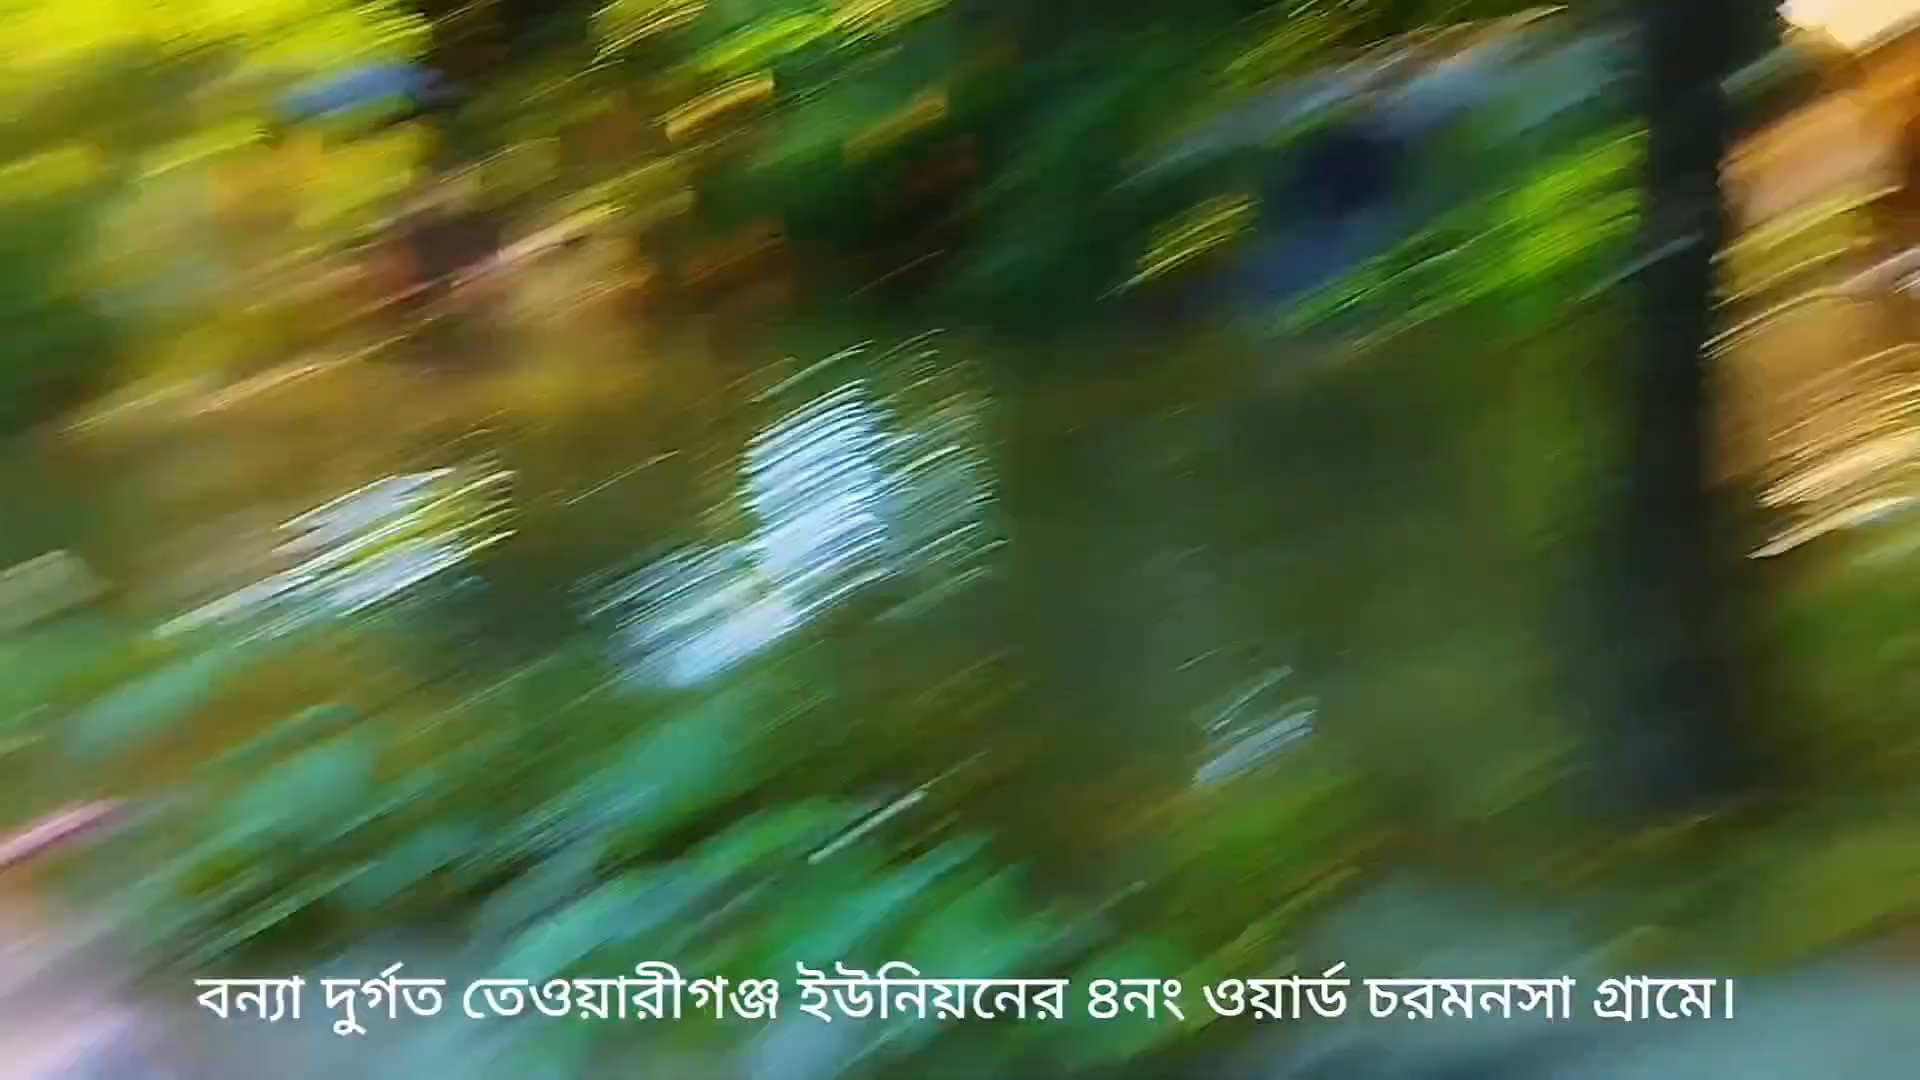 বন্যা দুর্গত তেওয়ারীগঞ্জ ইউনিয়নের ৪নং ওয়ার্ড চরমনসা গ্রামে।